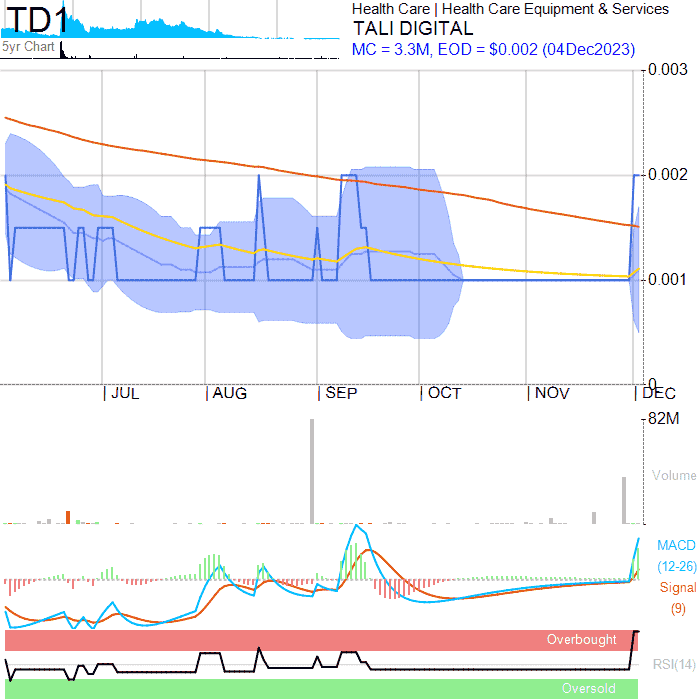 TD1
Health Care | Health Care Equipment & Services
TALI DIGITAL
MC = 3.3M, EOD = $0.002 (04Dec2023)
5yr Chart
0.003
0.002
0.001
0
JUL
AUG
SEP
OCT
NOV
DEC
82M
Volume
MACD
(12-26)
Signal
(9)
Overbought
RSI(14)
Oversold